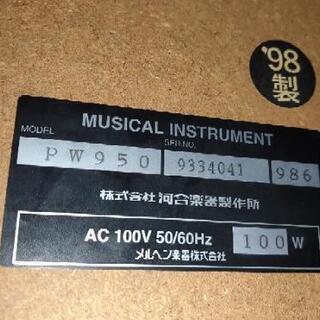 '98
製
MUSICAL INSTRUMENT
MODEL SER.NO.
PW950 9334041 986
株式会社 河合楽器製作所
AC 100V 50/60Hz 100 W
メルヘン楽器株式会社